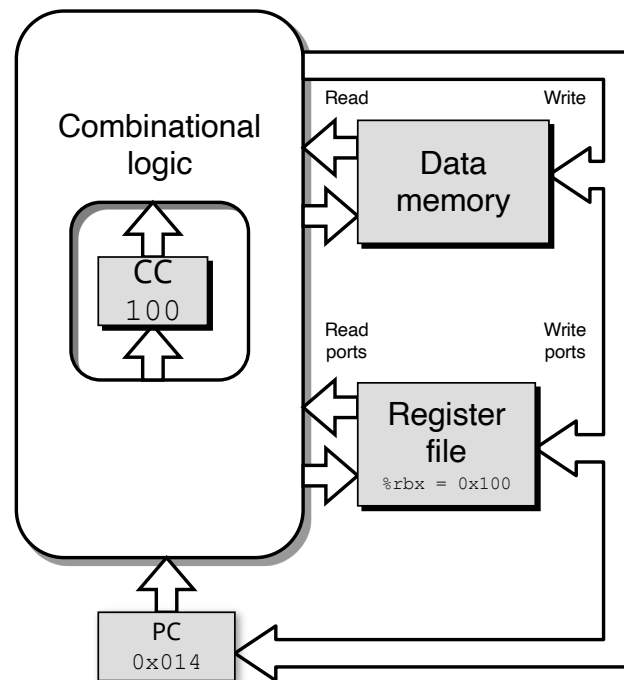 Combinational
logic
CC
100
Read
Write
Data
memory
Read
ports
Write
ports
Register
file
%rbx = 0x100
PC
0x014